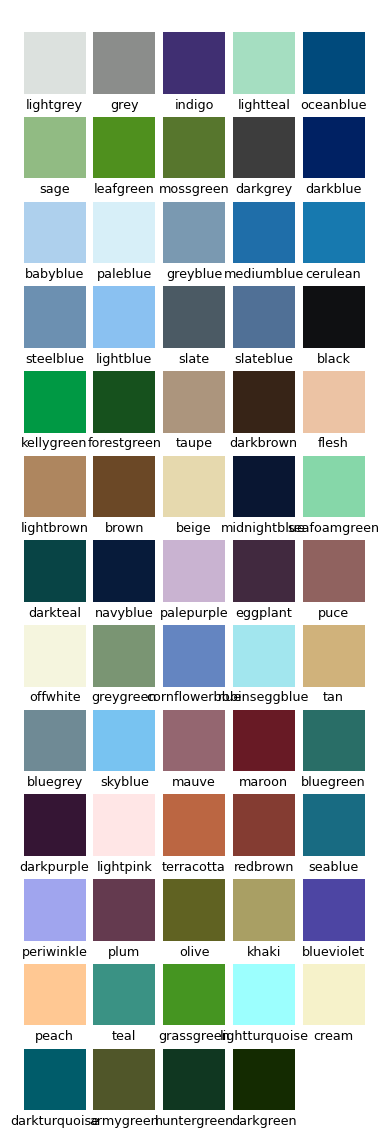 lightgrey grey indigo lightteal oceanblue
sage leafgreen mossgreen darkgrey darkblue
babyblue paleblue greyblue mediumblue cerulean
steelblue lightblue slate slateblue black
kellygreen forestgreen taupe darkbrown flesh
lightbrown brown beige midnightblue seafoamgreen
darkteal navyblue palepurple eggplant puce
offwhite greygreen cornflowerblue robinseggblue tan
bluegrey skyblue mauve maroon bluegreen
darkpurple lightpink terracotta redbrown seablue
periwinkle plum olive khaki blueviolet
peach teal grassgreen lightturquoise cream
darkturquoise armygreen huntergreen darkgreen